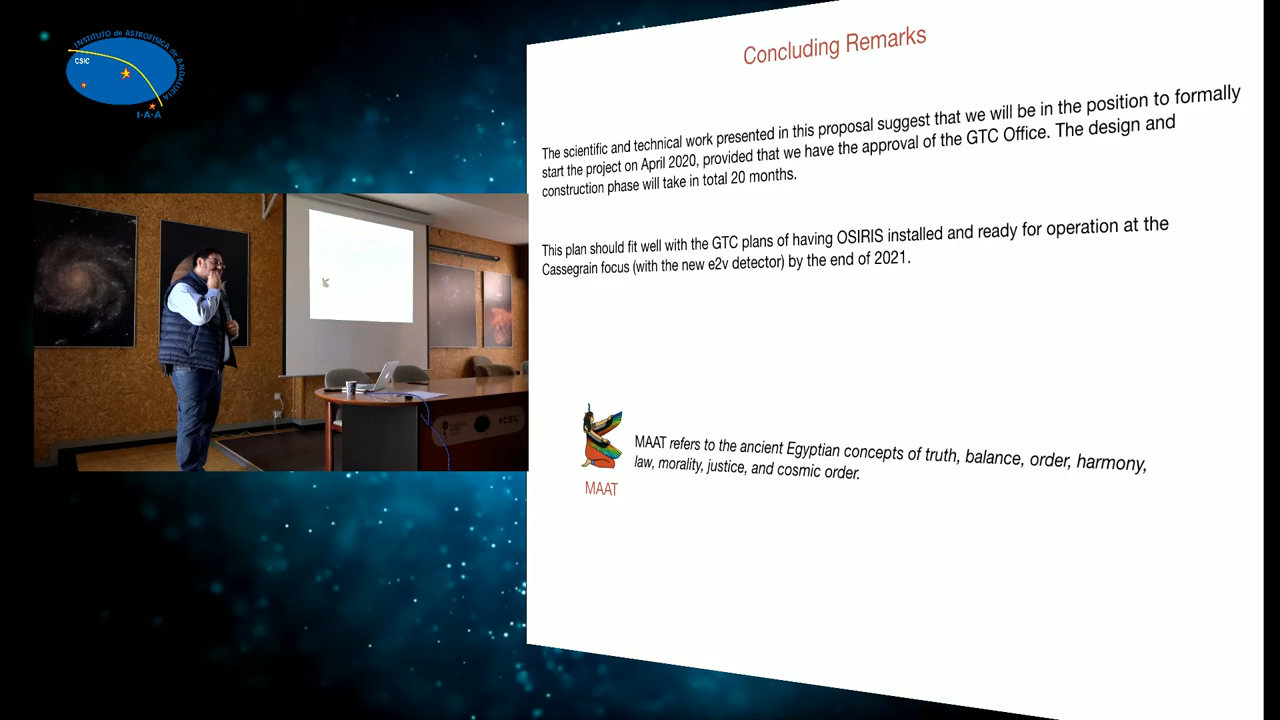 INSTITUTO de ASTROFISICA de ANDALUCIA
CSIC
I·A·A
Concluding Remarks
The scientific and technical work presented in this proposal suggest that we will be in the position to formally
start the project on April 2020, provided that we have the approval of the GTC Office. The design and
construction phase will take in total 20 months.
This plan should fit well with the GTC plans of having OSIRIS installed and ready for operation at the
Cassegrain focus (with the new e2v detector) by the end of 2021.
MAAT refers to the ancient Egyptian concepts of truth, balance, order, harmony,
law, morality, justice, and cosmic order.
MAAT
CSIC